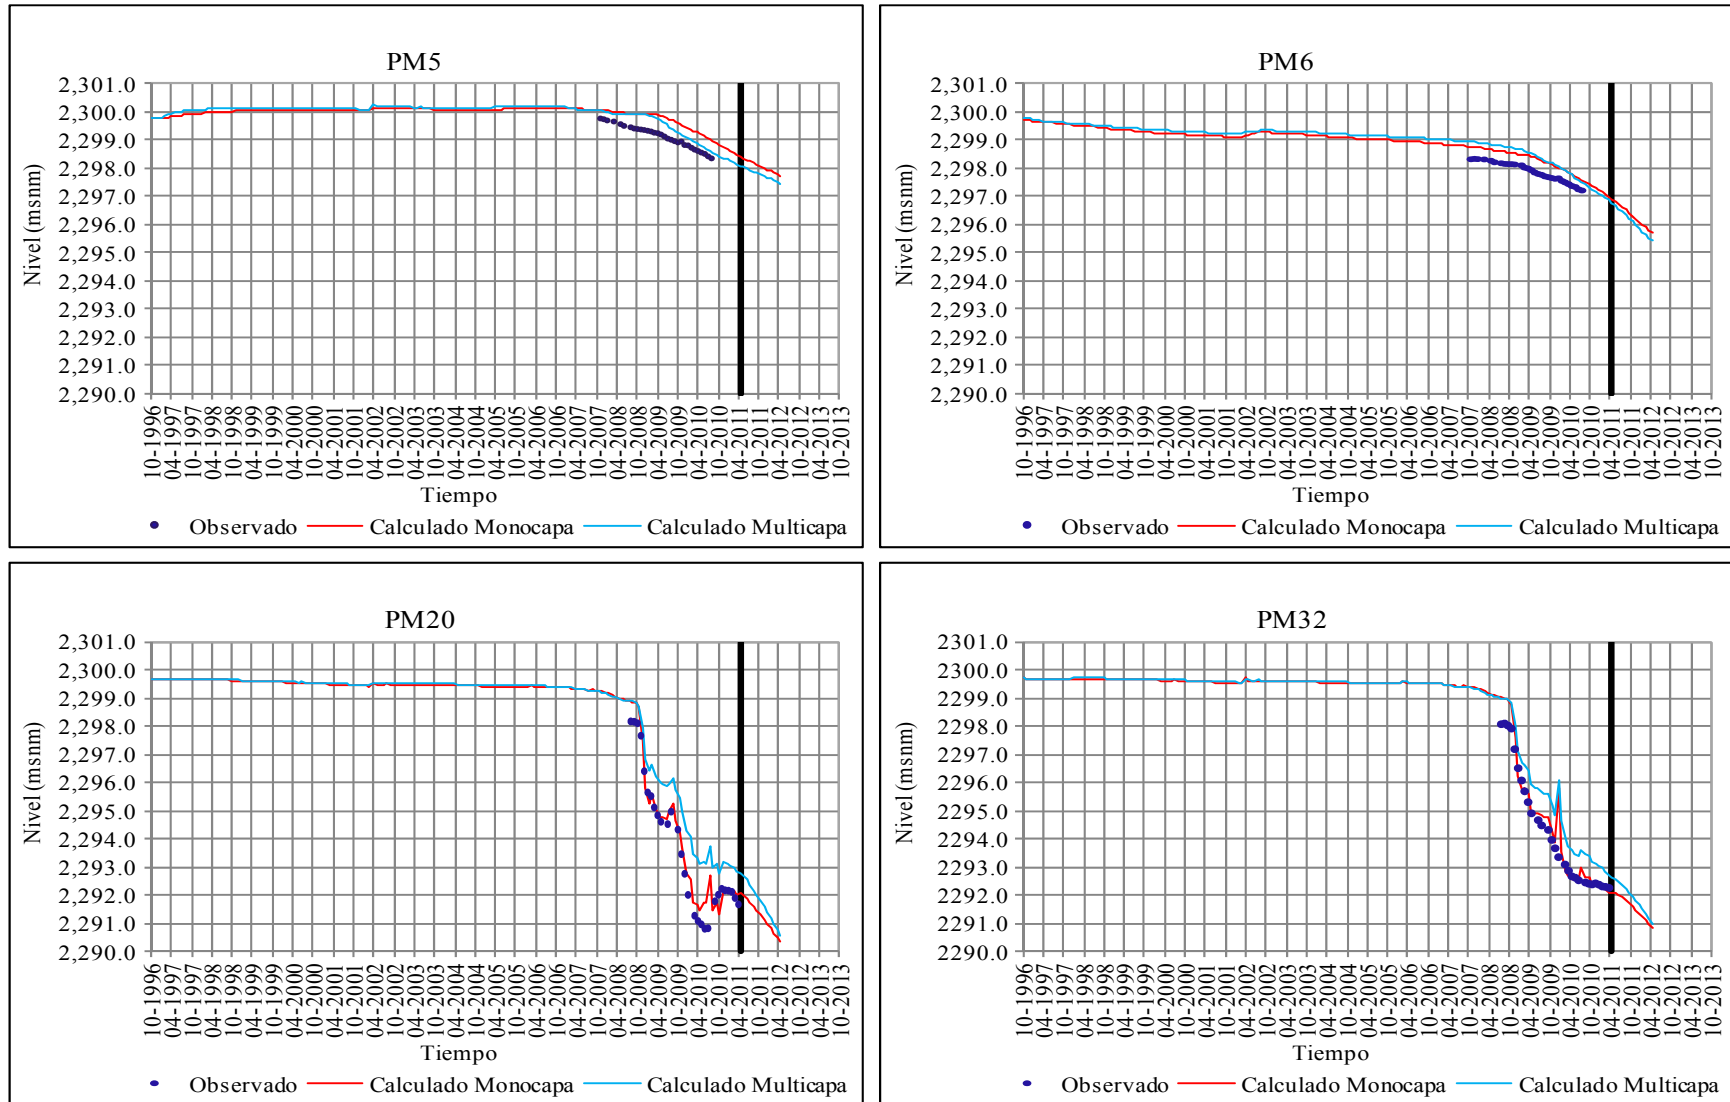 PM5
2,301.0
2,300.0
2,299.0
2,298.0
2,297.0
2,296.0
2,295.0
2,294.0
2,293.0
2,292.0
2,291.0
2,290.0
Nivel (msnm)
10-1996 04-1997 10-1997 04-1998 10-1998 04-1999 10-1999 04-2000 10-2000 04-2001 10-2001 04-2002 10-2002 04-2003 10-2003 04-2004 10-2004 04-2005 10-2005 04-2006 10-2006 04-2007 10-2007 04-2008 10-2008 04-2009 10-2009 04-2010 10-2010 04-2011 10-2011 04-2012 10-2012 04-2013 10-2013
Tiempo
Observado Calculado Monocapa Calculado Multicapa
PM6
2,301.0
2,300.0
2,299.0
2,298.0
2,297.0
2,296.0
2,295.0
2,294.0
2,293.0
2,292.0
2,291.0
2,290.0
Nivel (msnm)
10-1996 04-1997 10-1997 04-1998 10-1998 04-1999 10-1999 04-2000 10-2000 04-2001 10-2001 04-2002 10-2002 04-2003 10-2003 04-2004 10-2004 04-2005 10-2005 04-2006 10-2006 04-2007 10-2007 04-2008 10-2008 04-2009 10-2009 04-2010 10-2010 04-2011 10-2011 04-2012 10-2012 04-2013 10-2013
Tiempo
Observado Calculado Monocapa Calculado Multicapa
PM20
2,301.0
2,300.0
2,299.0
2,298.0
2,297.0
2,296.0
2,295.0
2,294.0
2,293.0
2,292.0
2,291.0
2,290.0
Nivel (msnm)
10-1996 04-1997 10-1997 04-1998 10-1998 04-1999 10-1999 04-2000 10-2000 04-2001 10-2001 04-2002 10-2002 04-2003 10-2003 04-2004 10-2004 04-2005 10-2005 04-2006 10-2006 04-2007 10-2007 04-2008 10-2008 04-2009 10-2009 04-2010 10-2010 04-2011 10-2011 04-2012 10-2012 04-2013 10-2013
Tiempo
Observado Calculado Monocapa Calculado Multicapa
PM32
2301.0
2300.0
2299.0
2298.0
2297.0
2296.0
2295.0
2294.0
2293.0
2292.0
2291.0
2290.0
Nivel (msnm)
10-1996 04-1997 10-1997 04-1998 10-1998 04-1999 10-1999 04-2000 10-2000 04-2001 10-2001 04-2002 10-2002 04-2003 10-2003 04-2004 10-2004 04-2005 10-2005 04-2006 10-2006 04-2007 10-2007 04-2008 10-2008 04-2009 10-2009 04-2010 10-2010 04-2011 10-2011 04-2012 10-2012 04-2013 10-2013
Tiempo
Observado Calculado Monocapa Calculado Multicapa